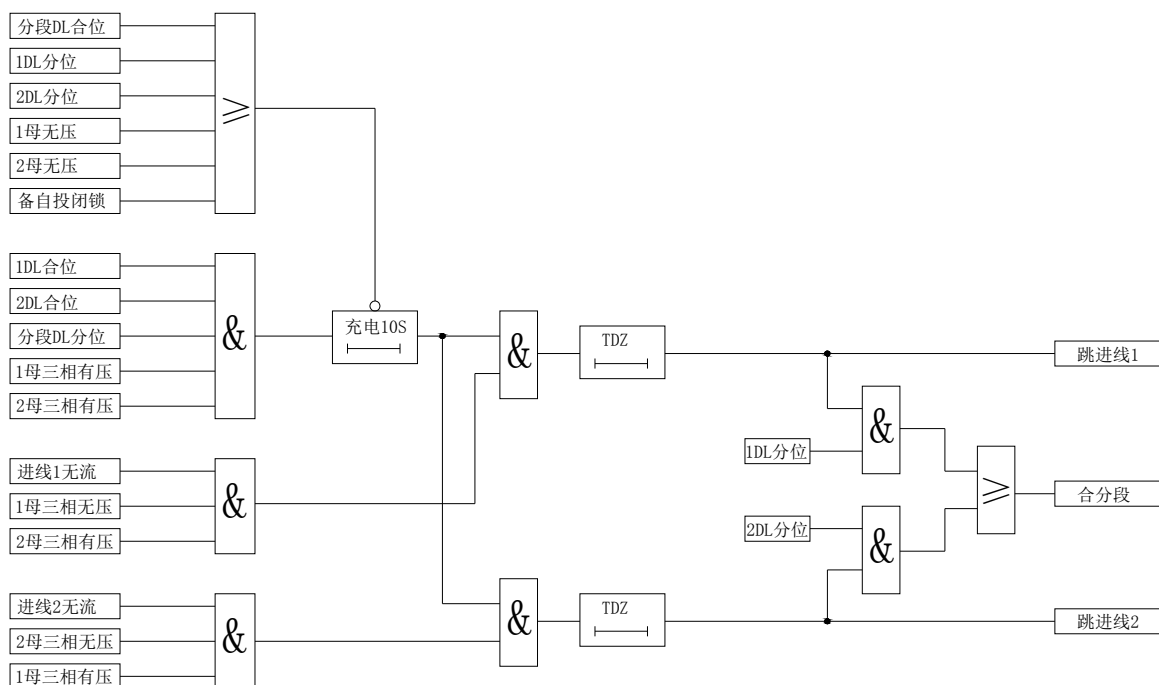 分段DL合位
1DL分位
2DL分位
1母无压
2母无压
备自投闭锁
≥
1DL合位
2DL合位
分段DL分位
1母三相有压
2母三相有压
&
充电10S
&
TDZ
跳进线1
进线1无流
1母三相无压
2母三相有压
&
1DL分位
&
≥
合分段
2DL分位
&
进线2无流
2母三相无压
1母三相有压
&
&
TDZ
跳进线2